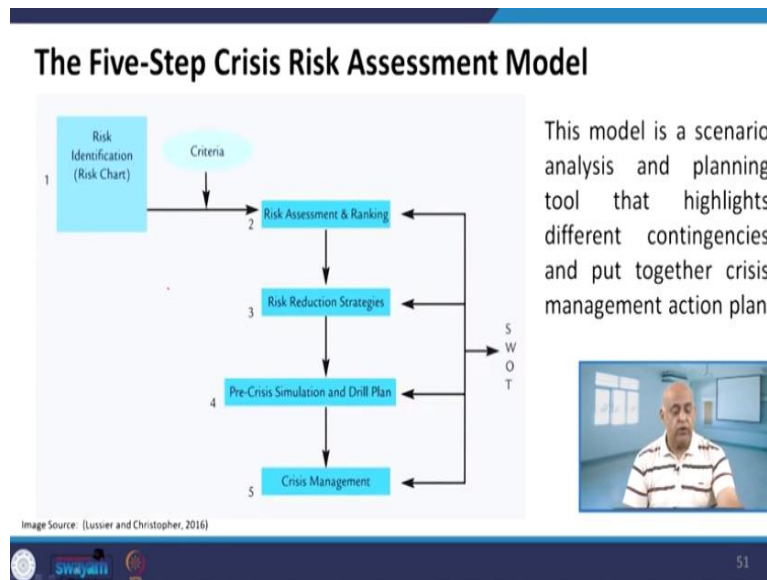 The Five-Step Crisis Risk Assessment Model
Risk
Identification
(Risk Chart)
1
Criteria
2
Risk Assessment & Ranking
3
Risk Reduction Strategies
4
Pre-Crisis Simulation and Drill Plan
5
Crisis Management
S
W
O
T
This model is a scenario
analysis and planning
tool that highlights
different contingencies
and put together crisis
management action plan
Image Source: (Lussier and Christopher, 2016)
swayam
51